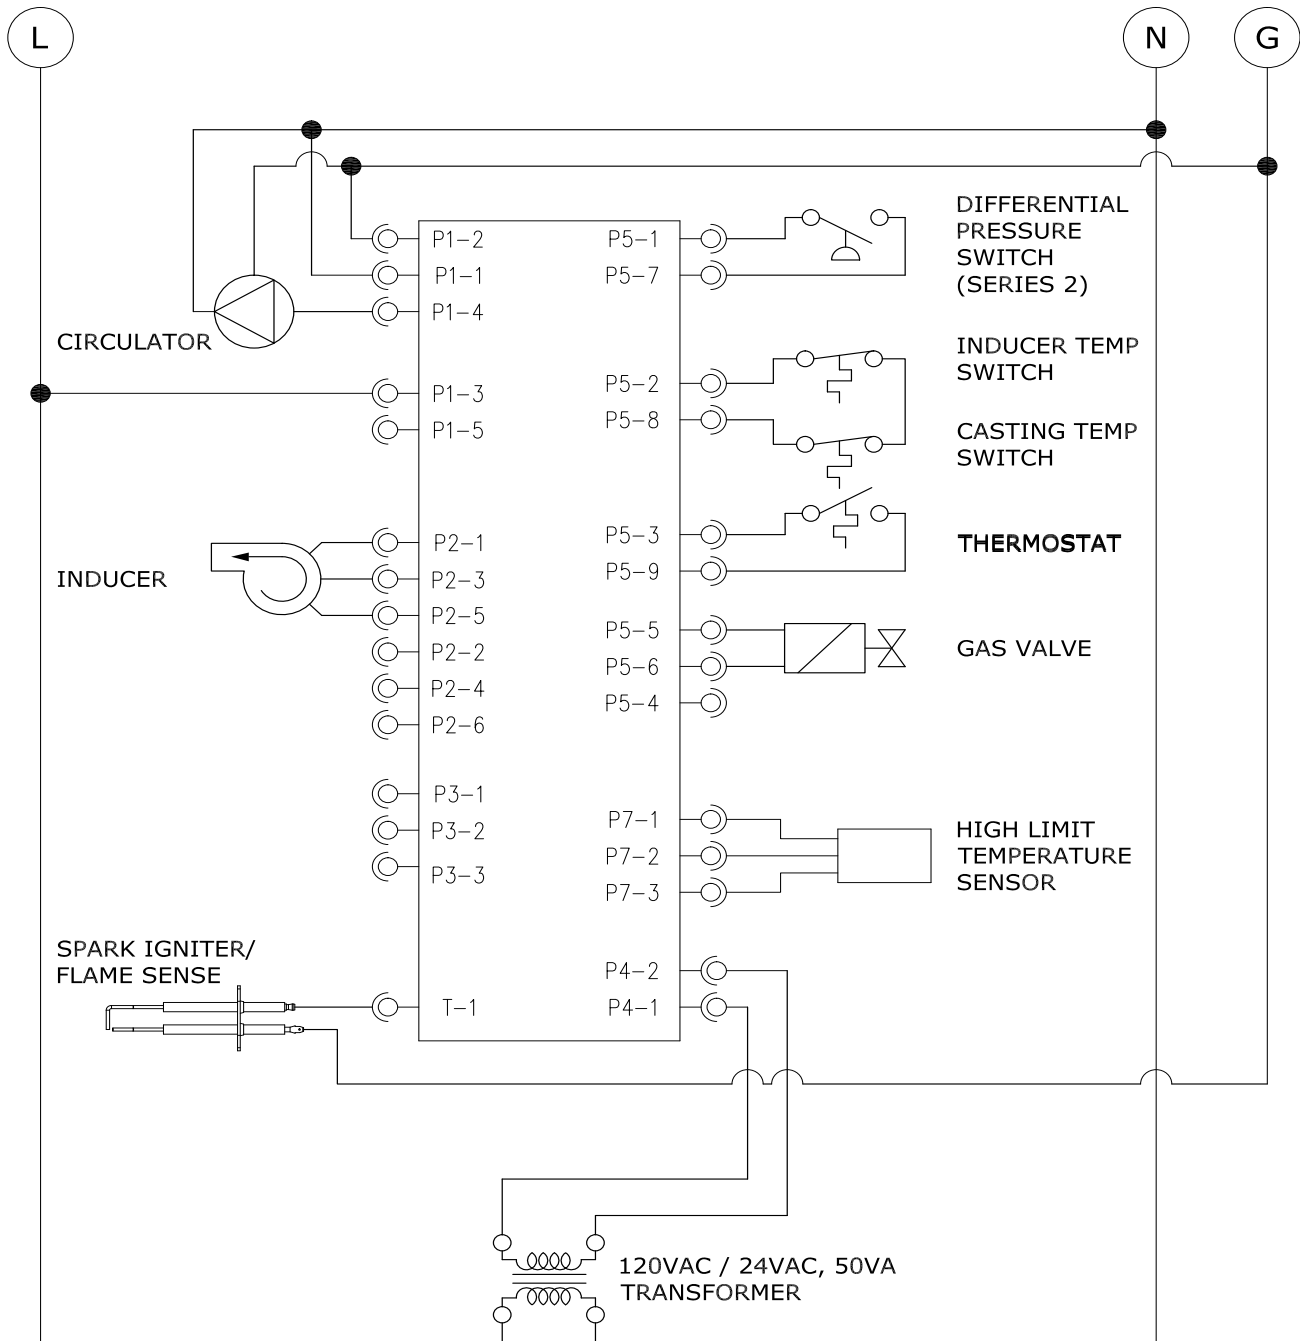 L
N
G
DIFFERENTIAL
PRESSURE
SWITCH
(SERIES 2)
P1-2
P5-1
P1-1
P5-7
P1-4
CIRCULATOR
INDUCER TEMP
SWITCH
P1-3
P5-2
P1-5
P5-8
CASTING TEMP
SWITCH
P2-1
P5-3
THERMOSTAT
INDUCER
P2-3
P5-9
P2-5
P5-5
P2-2
P5-6
GAS VALVE
P2-4
P5-4
P2-6
P3-1
P7-1
P3-2
HIGH LIMIT
TEMPERATURE
SENSOR
P7-2
P3-3
P7-3
SPARK IGNITER/
FLAME SENSE
P4-2
T-1
P4-1
120VAC / 24VAC, 50VA
TRANSFORMER